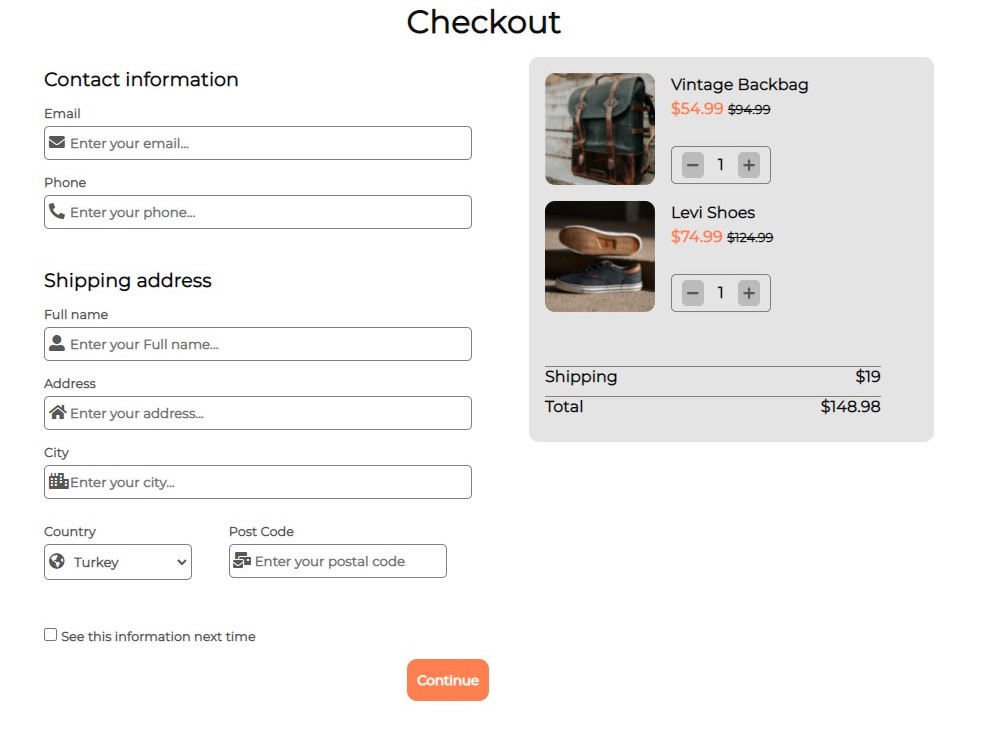 Checkout
Contact information
Email
Enter your email...
Phone
Enter your phone...
Shipping address
Full name
Enter your Full name...
Address
Enter your address...
City
Enter your city...
Country
Turkey
Post Code
Enter your postal code
See this information next time
Continue
Vintage Backbag
$54.99 $94.99
− 1 +
Levi Shoes
$74.99 $124.99
− 1 +
Shipping $19
Total $148.98